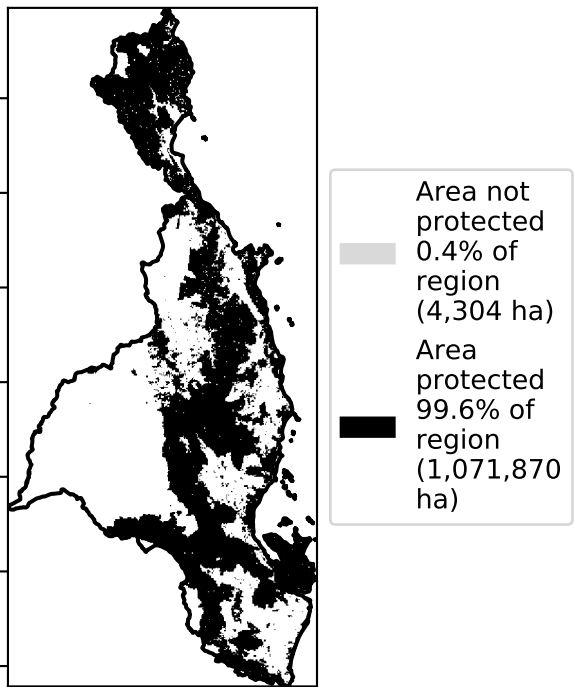 Area not
protected
0.4% of
region
(4,304 ha)
Area
protected
99.6% of
region
(1,071,870
ha)